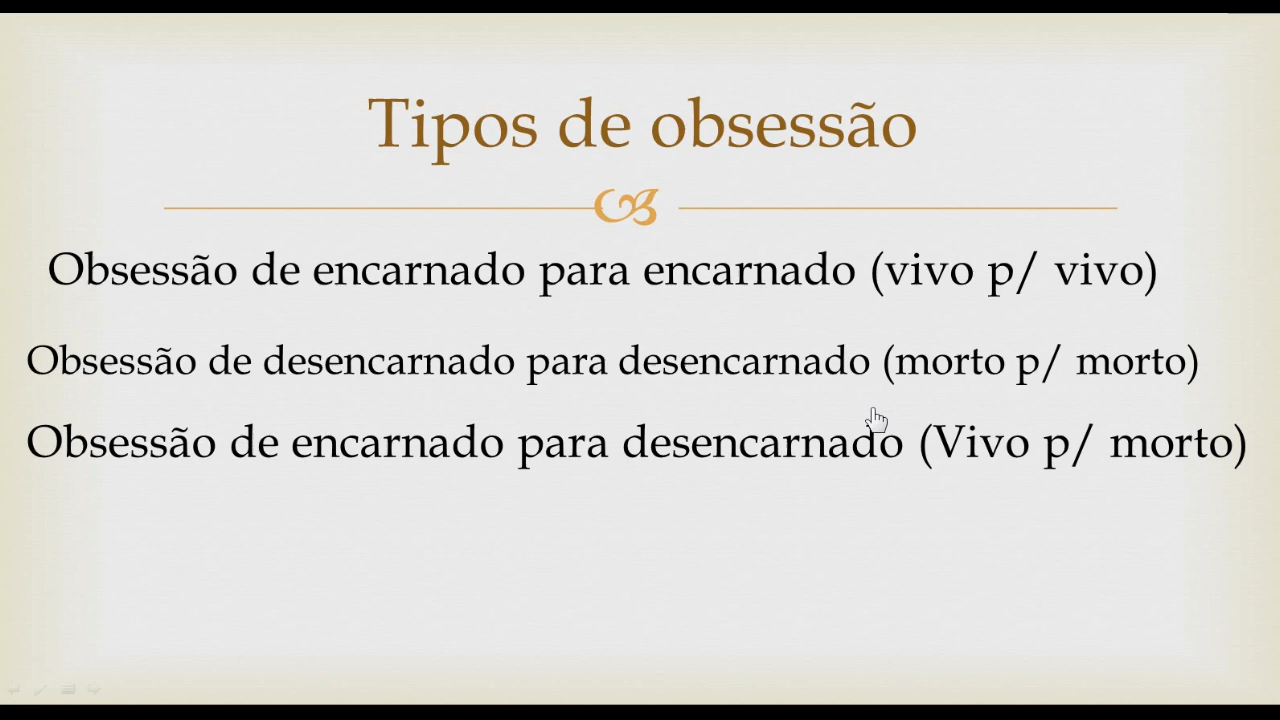 Tipos de obsessão
Obsessão de encarnado para encarnado (vivo p/ vivo)
Obsessão de desencarnado para desencarnado (morto p/ morto)
Obsessão de encarnado para desencarnado (Vivo p/ morto)